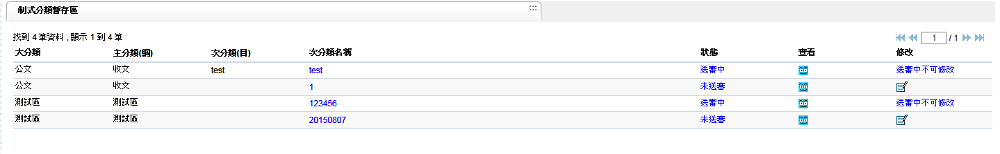 制式分類暫存區
找到 4 筆資料 , 顯示 1 到 4 筆
1 / 1
大分類 主分類(綱) 次分類(目) 次分類名稱 狀態 查看 修改
公文 收文 test test 送審中 送審中不可修改
公文 收文 1 未送審
測試區 測試區 123456 送審中 送審中不可修改
測試區 測試區 20150807 未送審